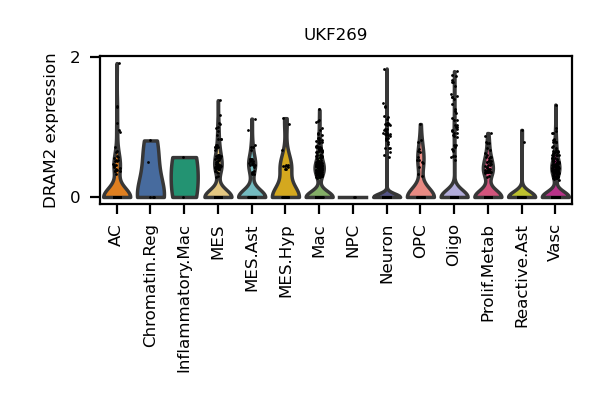 UKF269
DRAM2 expression
2
0
AC
Chromatin.Reg
Inflammatory.Mac
MES
MES.Ast
MES.Hyp
Mac
NPC
Neuron
OPC
Oligo
Prolif.Metab
Reactive.Ast
Vasc